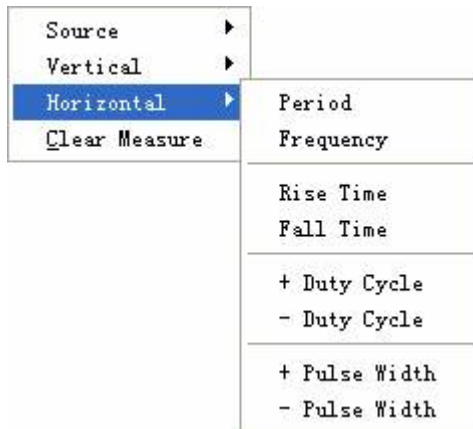 Source
Vertical
Horizontal
Clear Measure
Period
Frequency
Rise Time
Fall Time
+ Duty Cycle
- Duty Cycle
+ Pulse Width
- Pulse Width